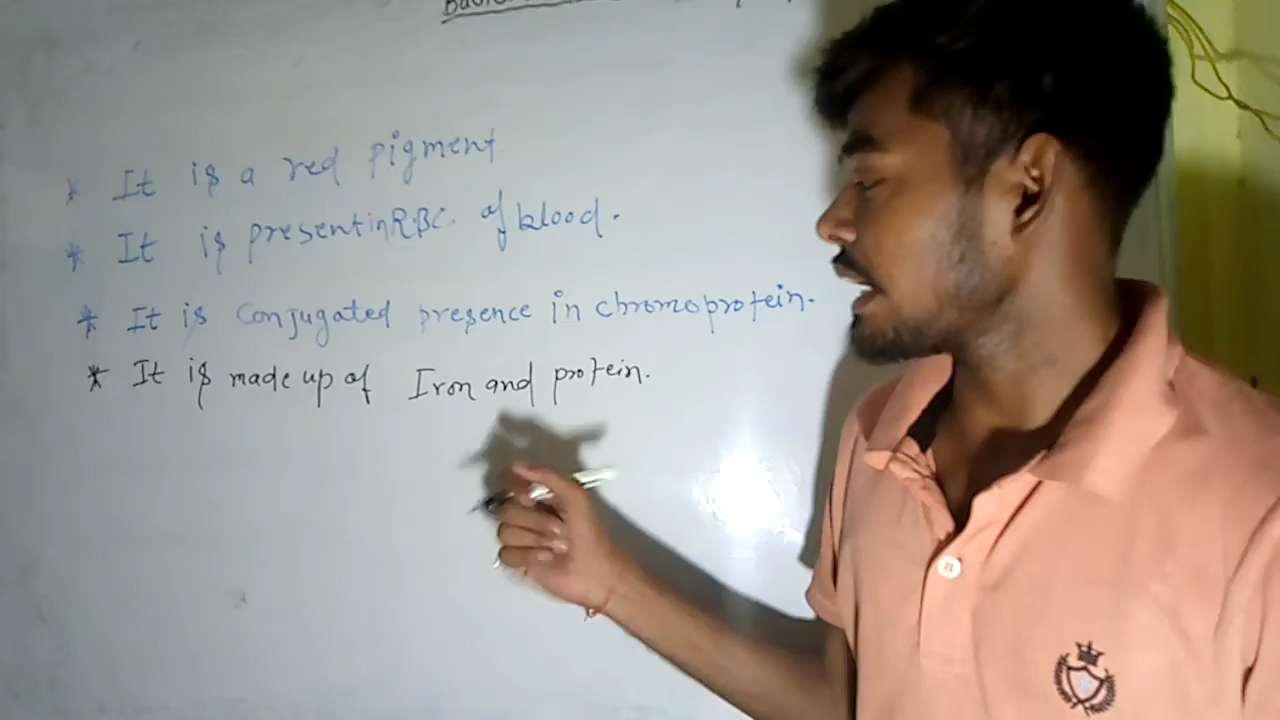 * It is a red pigment
* It is present in R.B.C. of blood.
* It is conjugated presence in chromoprotein.
* It is made up of Iron and protein.